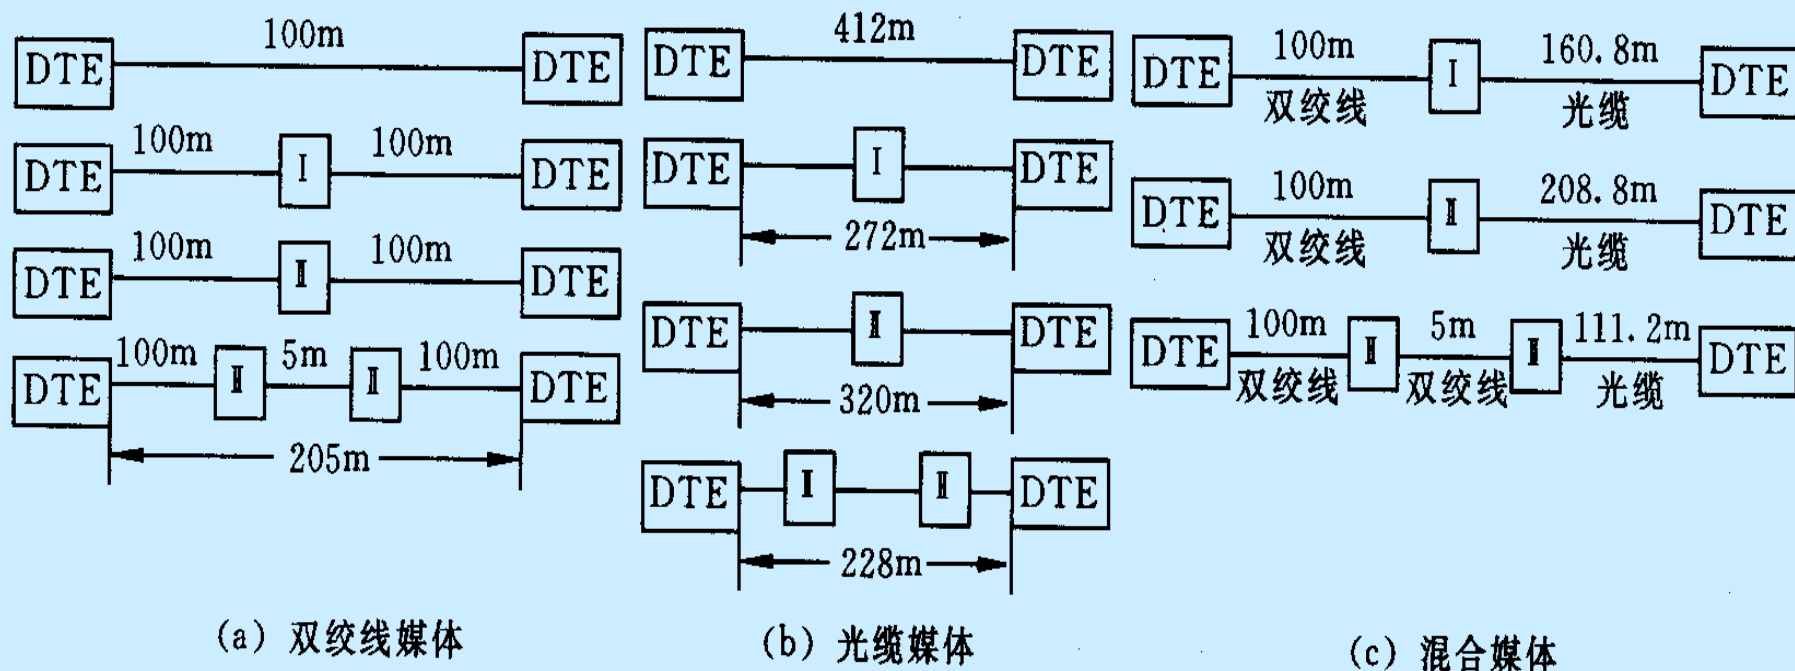 100m
DTE DTE
100m 100m
DTE Ⅰ DTE
100m 100m
DTE Ⅱ DTE
100m 5m 100m
DTE Ⅱ Ⅱ DTE
205m
(a) 双绞线媒体
412m
DTE DTE
DTE Ⅰ DTE
272m
DTE Ⅱ DTE
320m
DTE Ⅱ Ⅱ DTE
228m
(b) 光缆媒体
100m 160.8m
DTE Ⅰ DTE
双绞线 光缆
100m 208.8m
DTE Ⅱ DTE
双绞线 光缆
100m 5m 111.2m
DTE Ⅱ Ⅱ DTE
双绞线 双绞线 光缆
(c) 混合媒体